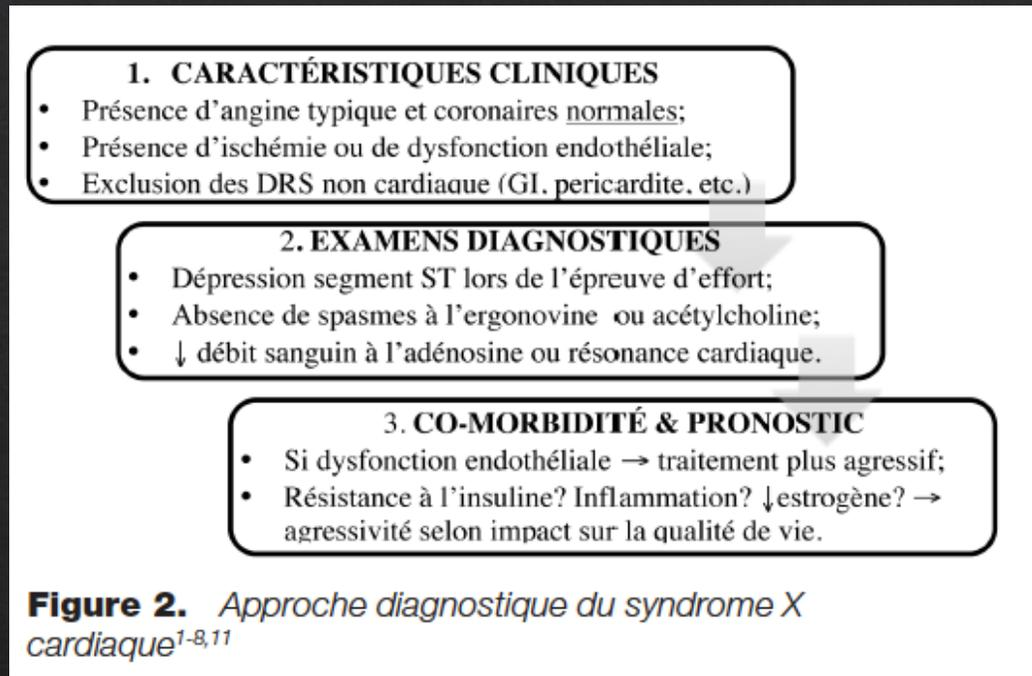 1. CARACTÉRISTIQUES CLINIQUES
• Présence d'angine typique et coronaires normales;
• Présence d'ischémie ou de dysfonction endothéliale;
• Exclusion des DRS non cardiaque (GI, pericardite, etc.)
2. EXAMENS DIAGNOSTIQUES
• Dépression segment ST lors de l'épreuve d'effort;
• Absence de spasmes à l'ergonovine ou acétylcholine;
• ↓ débit sanguin à l'adénosine ou résonance cardiaque.
3. CO-MORBIDITÉ & PRONOSTIC
• Si dysfonction endothéliale → traitement plus agressif;
• Résistance à l'insuline? Inflammation? ↓estrogène? →
agressivité selon impact sur la qualité de vie.
Figure 2. Approche diagnostique du syndrome X
cardiaque1-8,11